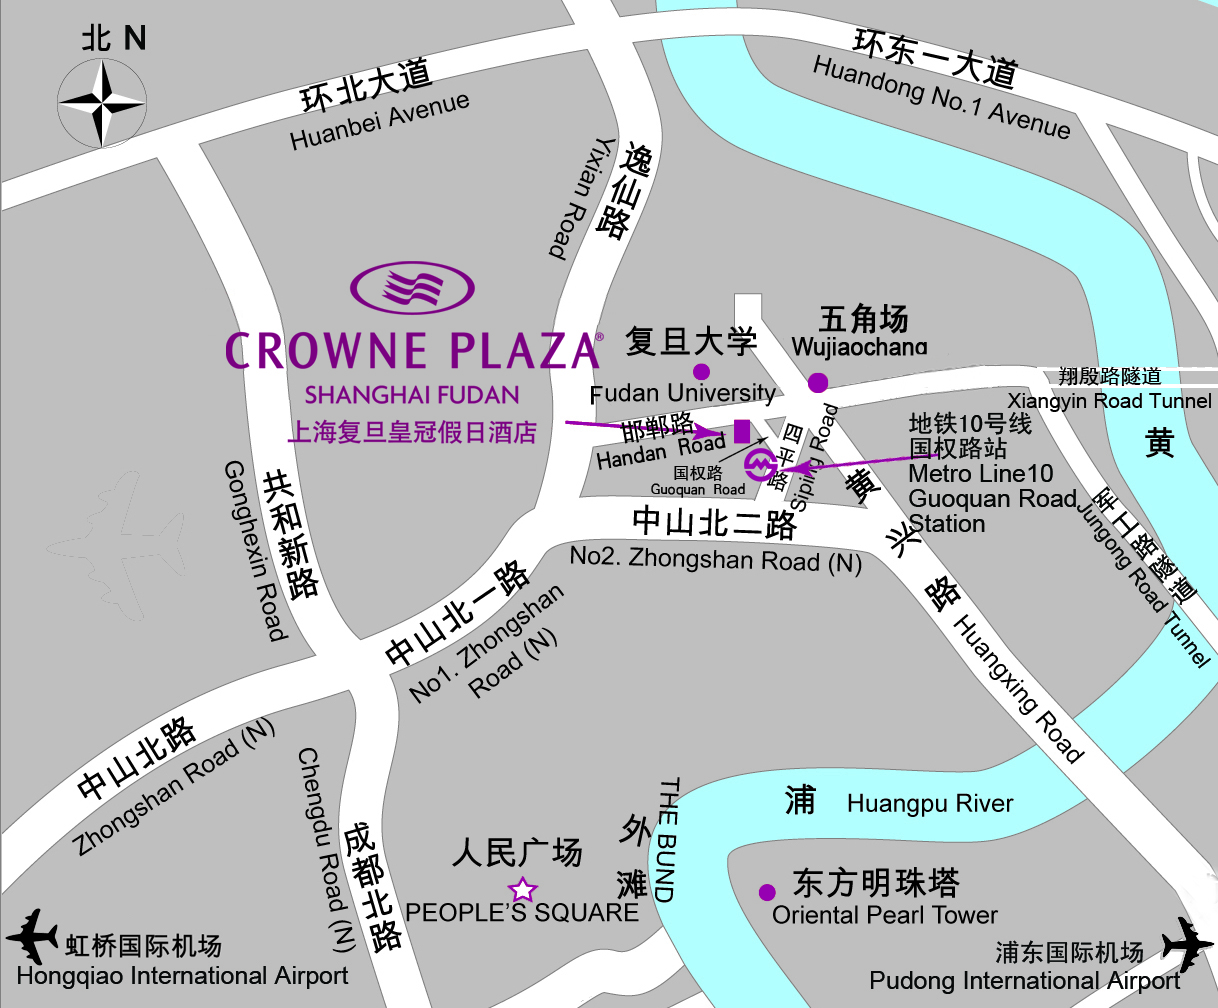 北 N
环北大道
Huanbei Avenue
环东一大道
Huandong No.1 Avenue
逸仙路
Yixian Road
CROWNE PLAZA®
SHANGHAI FUDAN
上海复旦皇冠假日酒店
复旦大学
Fudan University
五角场
Wujiaochang
翔殷路隧道
Xiangyin Road Tunnel
邯郸路
Handan Road
四平路
Siping Road
国权路
Guoquan Road
地铁10号线
国权路站
Metro Line10
Guoquan Road
Station
黄
军工路隧道
Jungong Road Tunnel
共和新路
Gonghexin Road
中山北二路
No2. Zhongshan Road (N)
黄兴路
Huangxing Road
中山北一路
No1. Zhongshan
Road (N)
中山北路
Zhongshan Road (N)
成都北路
Chengdu Road (N)
浦
Huangpu River
外滩
THE BUND
人民广场
PEOPLE'S SQUARE
东方明珠塔
Oriental Pearl Tower
虹桥国际机场
Hongqiao International Airport
浦东国际机场
Pudong International Airport